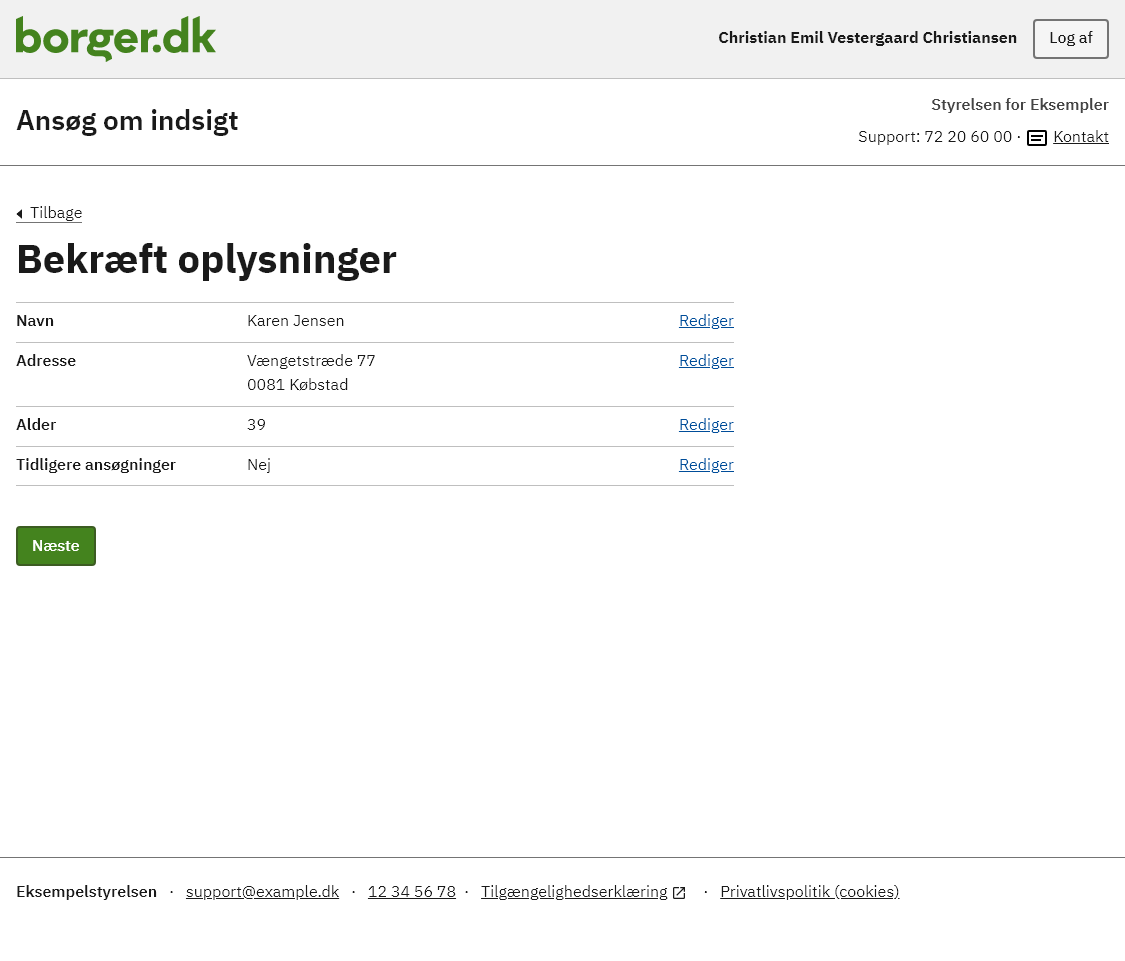 borger.dk
Christian Emil Vestergaard Christiansen
Log af
Ansøg om indsigt
Styrelsen for Eksempler
Support: 72 20 60 00 · Kontakt
Tilbage
Bekræft oplysninger
Navn Karen Jensen Rediger
Adresse Vængetstræde 77 Rediger
0081 Købstad
Alder 39 Rediger
Tidligere ansøgninger Nej Rediger
Næste
Eksempelstyrelsen · support@example.dk · 12 34 56 78 · Tilgængelighedserklæring · Privatlivspolitik (cookies)